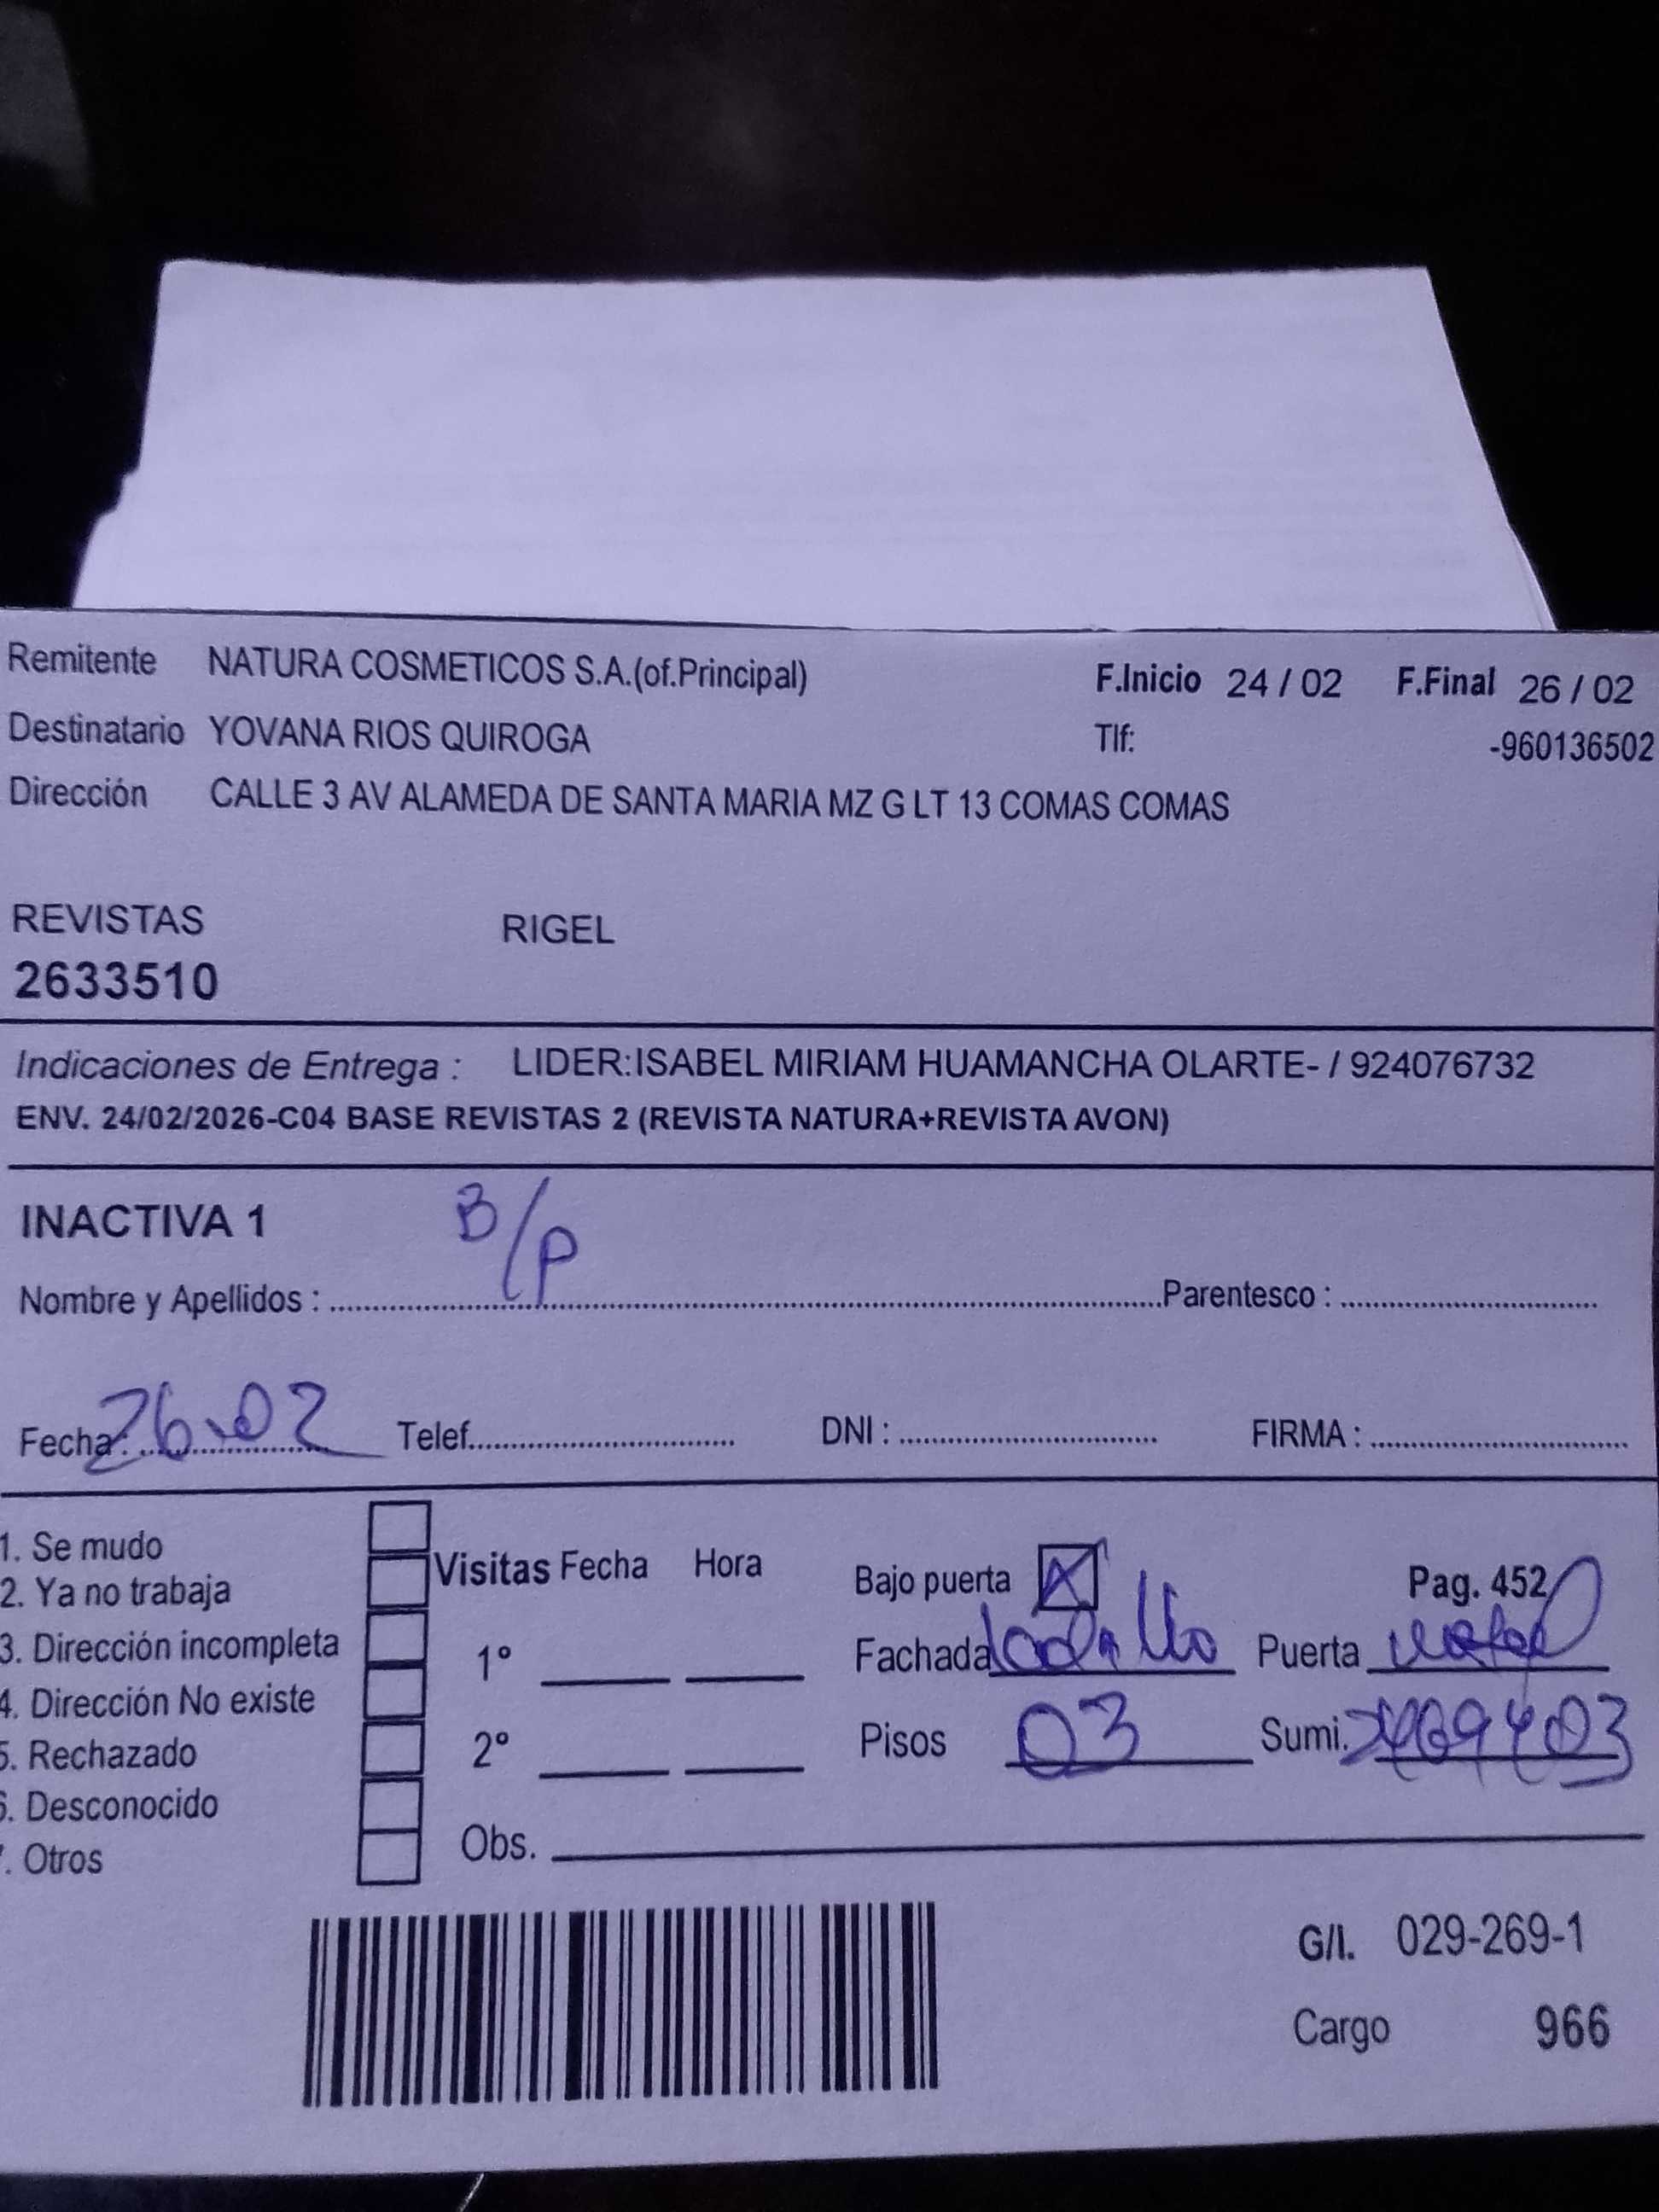 Remitente NATURA COSMETICOS S.A.(of.Principal) F.Inicio 24 / 02 F.Final 26 / 02
Destinatario YOVANA RIOS QUIROGA Tlf: -960136502
Dirección CALLE 3 AV ALAMEDA DE SANTA MARIA MZ G LT 13 COMAS COMAS
REVISTAS RIGEL
2633510
Indicaciones de Entrega : LIDER:ISABEL MIRIAM HUAMANCHA OLARTE- / 924076732
ENV. 24/02/2026-C04 BASE REVISTAS 2 (REVISTA NATURA+REVISTA AVON)
INACTIVA 1 B/P
Nombre y Apellidos : Parentesco :
Fecha : 26.02 Telef. DNI : FIRMA :
1. Se mudo
2. Ya no trabaja
3. Dirección incompleta
4. Dirección No existe
5. Rechazado
6. Desconocido
. Otros
Visitas Fecha Hora
1°
2°
Obs.
Bajo puerta X Pag. 452
Fachada ladrillo Puerta
Pisos 03 Sumi.
G/I. 029-269-1
Cargo 966